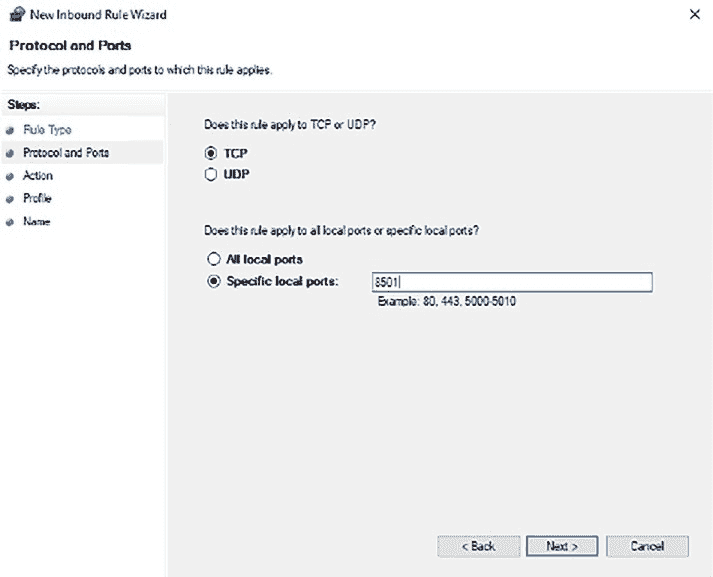 New Inbound Rule Wizard
Protocol and Ports
Specify the protocols and ports to which this rule applies.
Steps:
Rule Type
Protocol and Ports
Action
Profile
Name
Does this rule apply to TCP or UDP?
TCP
UDP
Does this rule apply to all local ports or specific local ports?
All local ports
Specific local ports:
8501
Example: 80, 443, 5000-5010
< Back
Next >
Cancel